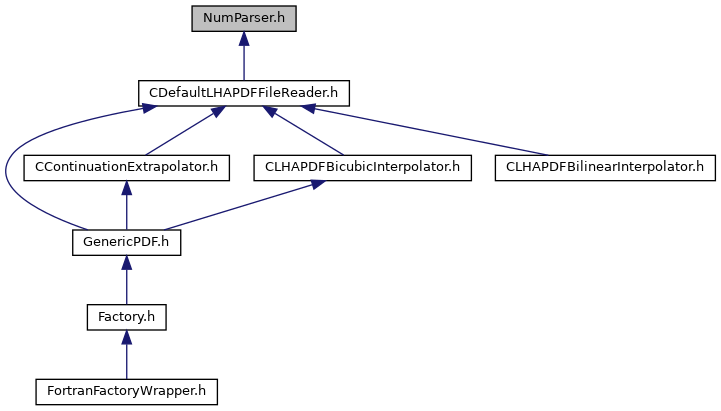 NumParser.h
CDefaultLHAPDFFileReader.h
CContinuationExtrapolator.h
CLHAPDFBicubicInterpolator.h
CLHAPDFBilinearInterpolator.h
GenericPDF.h
Factory.h
FortranFactoryWrapper.h